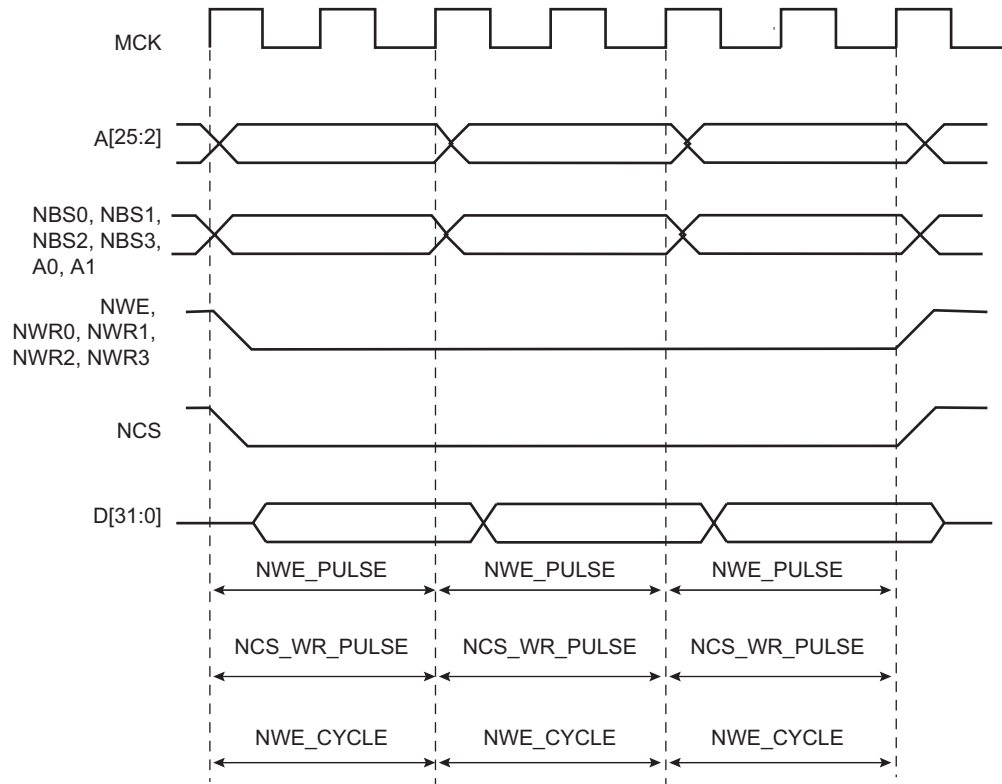 MCK
A[25:2]
NBS0, NBS1,
NBS2, NBS3,
A0, A1
NWE,
NWR0, NWR1,
NWR2, NWR3
NCS
D[31:0]
NWE_PULSE NWE_PULSE NWE_PULSE
NCS_WR_PULSE NCS_WR_PULSE NCS_WR_PULSE
NWE_CYCLE NWE_CYCLE NWE_CYCLE